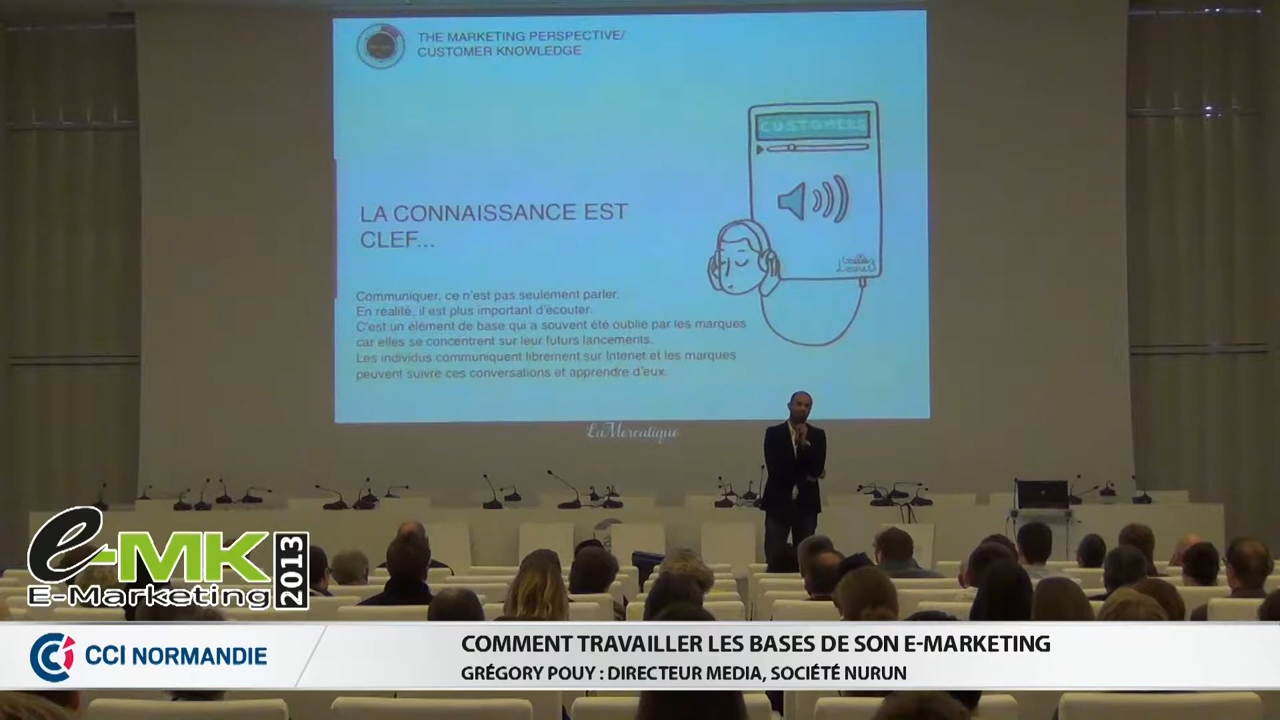 THE MARKETING PERSPECTIVE/
CUSTOMER KNOWLEDGE
CUSTOMERS
LA CONNAISSANCE EST
CLEF...
Communiquer, ce n'est pas seulement parler.
En réalité, il est plus important d'écouter.
C'est un élément de base qui a souvent été oublié par les marques
car elles se concentrent sur leur futurs lancements.
Les individus communiquent librement sur Intenet et les marques
peuvent suivre ces conversations et apprendre d'eux.
LaMercatique
e-MK
E-Marketing
2013
CCI NORMANDIE
COMMENT TRAVAILLER LES BASES DE SON E-MARKETING
GRÉGORY POUY : DIRECTEUR MEDIA, SOCIÉTÉ NURUN